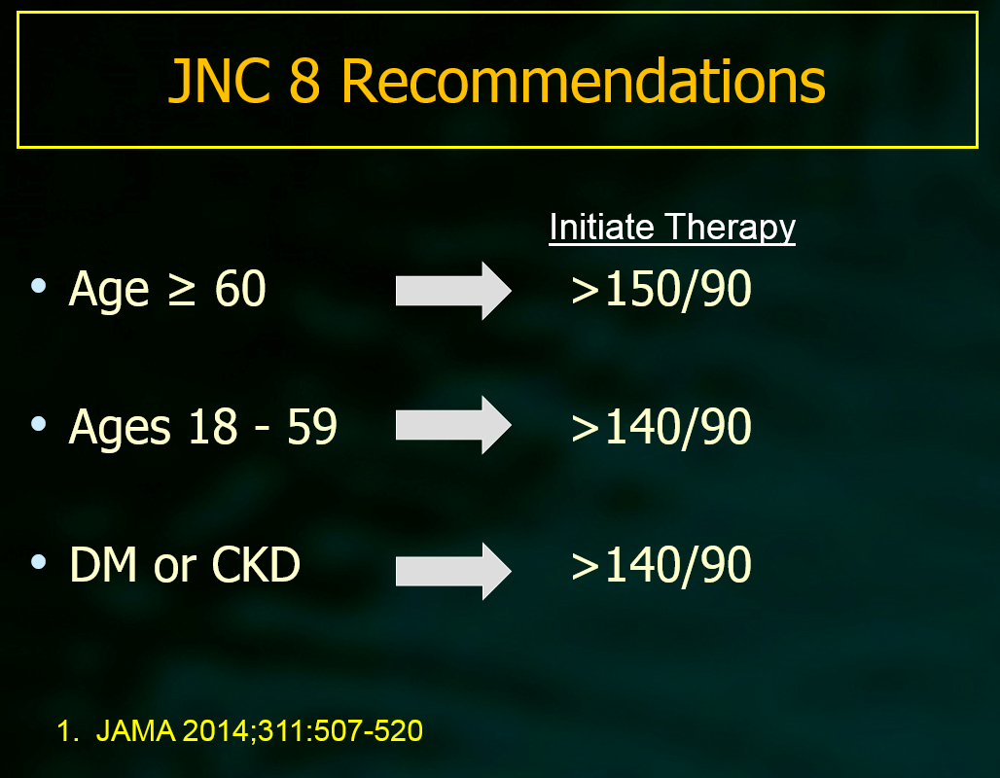 JNC 8 Recommendations
Initiate Therapy
• Age ≥ 60 >150/90
• Ages 18 - 59 >140/90
• DM or CKD >140/90
1. JAMA 2014;311:507-520